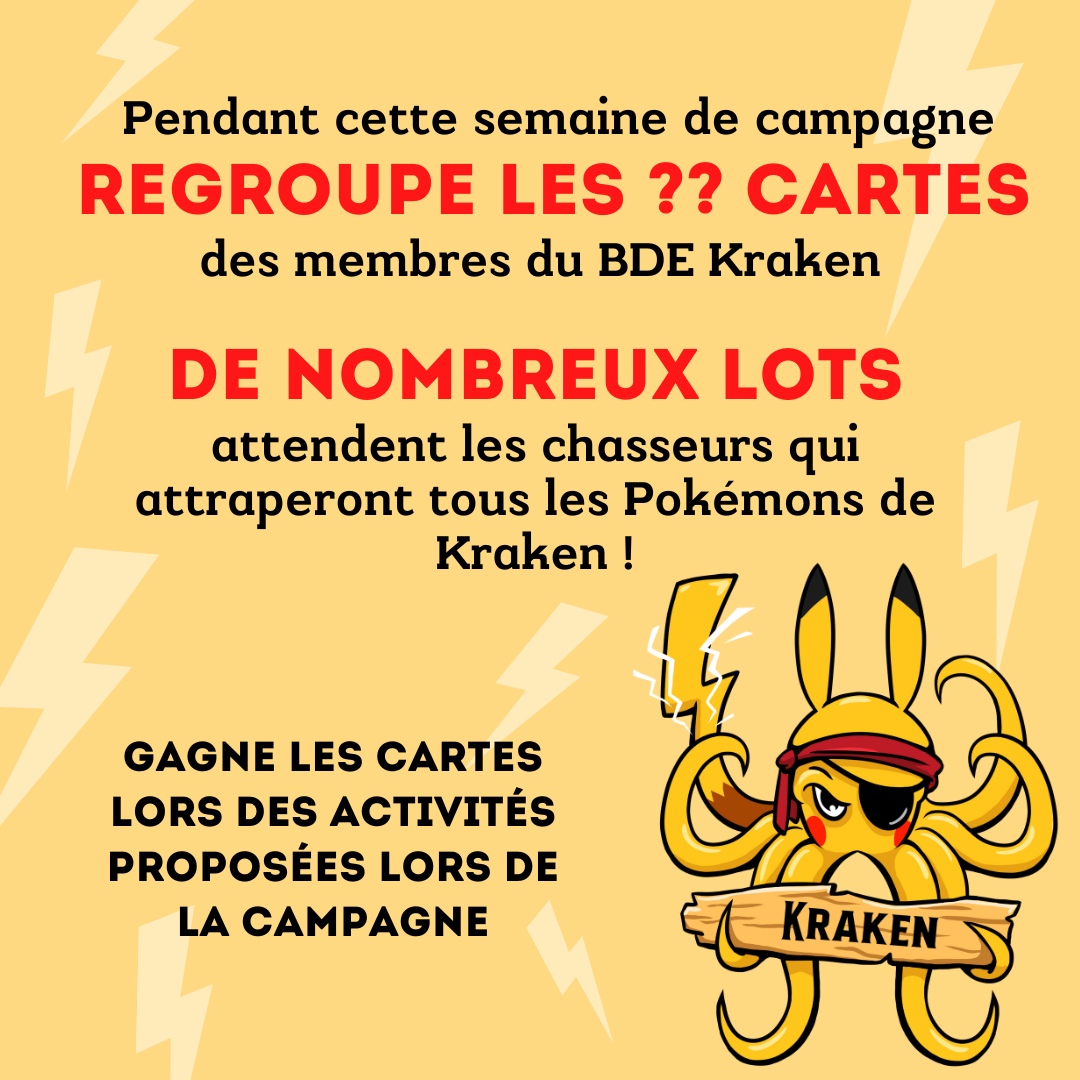 Pendant cette semaine de campagne
REGROUPE LES ?? CARTES
des membres du BDE Kraken
DE NOMBREUX LOTS
attendent les chasseurs qui
attraperont tous les Pokémons de
Kraken !
GAGNE LES CARTES
LORS DES ACTIVITÉS
PROPOSÉES LORS DE
LA CAMPAGNE
KRAKEN